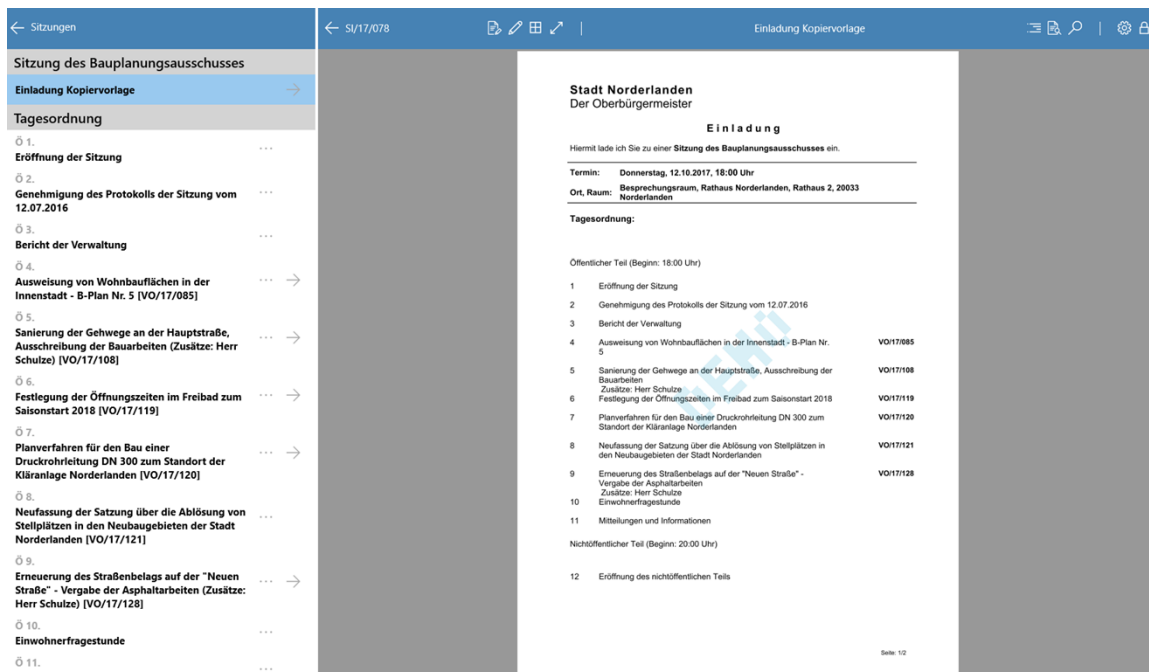 Sitzungen
Sitzung des Bauplanungsausschusses
Einladung Kopiervorlage
Tagesordnung
Ö 1.
Eröffnung der Sitzung
Ö 2.
Genehmigung des Protokolls der Sitzung vom
12.07.2016
Ö 3.
Bericht der Verwaltung
Ö 4.
Ausweisung von Wohnbauflächen in der
Innenstadt - B-Plan Nr. 5 [VO/17/085]
Ö 5.
Sanierung der Gehwege an der Hauptstraße,
Ausschreibung der Bauarbeiten (Zusätze: Herr
Schulze) [VO/17/108]
Ö 6.
Festlegung der Öffnungszeiten im Freibad zum
Saisonstart 2018 [VO/17/119]
Ö 7.
Planverfahren für den Bau einer
Druckrohrleitung DN 300 zum Standort der
Kläranlage Norderlanden [VO/17/120]
Ö 8.
Neufassung der Satzung über die Ablösung von
Stellplätzen in den Neubaugebieten der Stadt
Norderlanden [VO/17/121]
Ö 9.
Erneuerung des Straßenbelags auf der "Neuen
Straße" - Vergabe der Asphaltarbeiten (Zusätze:
Herr Schulze) [VO/17/128]
Ö 10.
Einwohnerfragestunde
Ö 11.
SI/17/078
Einladung Kopiervorlage
Stadt Norderlanden
Der Oberbürgermeister
Einladung
Hiermit lade ich Sie zu einer Sitzung des Bauplanungsausschusses ein.
Termin: Donnerstag, 12.10.2017, 18:00 Uhr
Ort, Raum: Besprechungsraum, Rathaus Norderlanden, Rathaus 2, 20033
Norderlanden
Tagesordnung:
Öffentlicher Teil (Beginn: 18:00 Uhr)
1 Eröffnung der Sitzung
2 Genehmigung des Protokolls der Sitzung vom 12.07.2016
3 Bericht der Verwaltung
4 Ausweisung von Wohnbauflächen in der Innenstadt - B-Plan Nr. VO/17/085
5
5 Sanierung der Gehwege an der Hauptstraße, Ausschreibung der VO/17/108
Bauarbeiten
Zusätze: Herr Schulze
6 Festlegung der Öffnungszeiten im Freibad zum Saisonstart 2018 VO/17/119
7 Planverfahren für den Bau einer Druckrohrleitung DN 300 zum VO/17/120
Standort der Kläranlage Norderlanden
8 Neufassung der Satzung über die Ablösung von Stellplätzen in VO/17/121
den Neubaugebieten der Stadt Norderlanden
9 Erneuerung des Straßenbelags auf der "Neuen Straße" - VO/17/128
Vergabe der Asphaltarbeiten
Zusätze: Herr Schulze
10 Einwohnerfragestunde
11 Mitteilungen und Informationen
Nichtöffentlicher Teil (Beginn: 20:00 Uhr)
12 Eröffnung des nichtöffentlichen Teils
Seite: 1/2